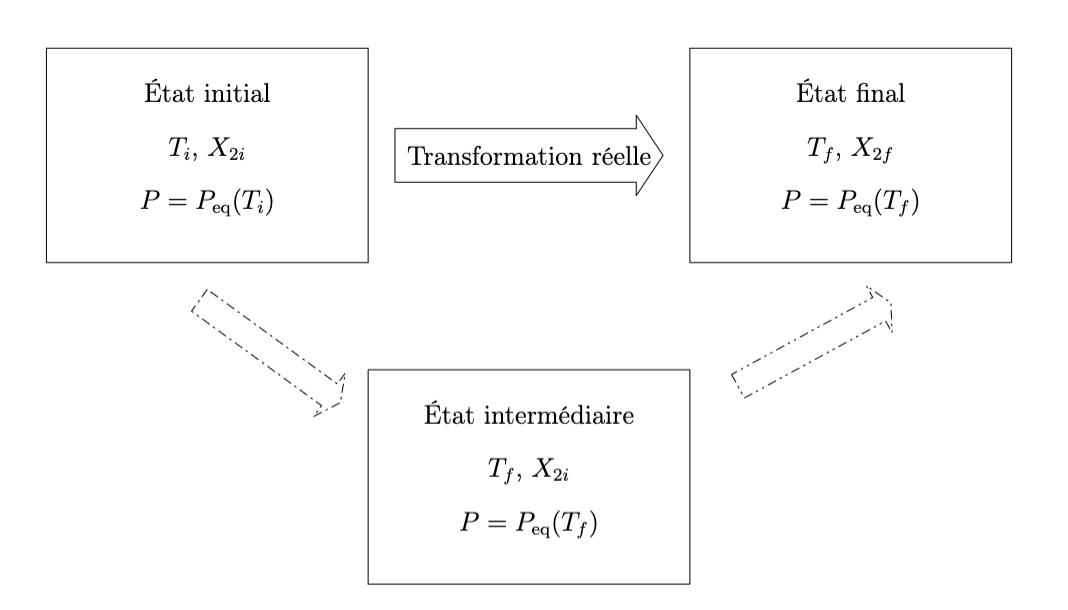 État initial
$T_i$, $X_{2i}$
$P = P_{\text{eq}}(T_i)$
Transformation réelle
État final
$T_f$, $X_{2f}$
$P = P_{\text{eq}}(T_f)$
État intermédiaire
$T_f$, $X_{2i}$
$P = P_{\text{eq}}(T_f)$